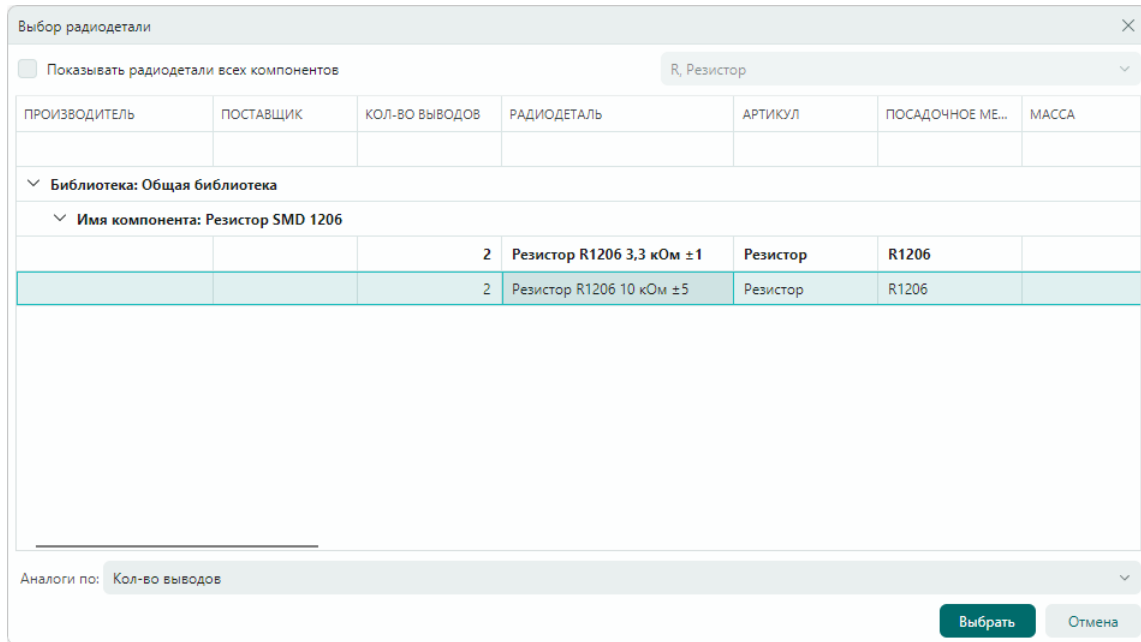 Выбор радиодетали
Показывать радиодетали всех компонентов R, Резистор
ПРОИЗВОДИТЕЛЬ ПОСТАВЩИК КОЛ-ВО ВЫВОДОВ РАДИОДЕТАЛЬ АРТИКУЛ ПОСАДОЧНОЕ МЕ... МАССА
Библиотека: Общая библиотека
Имя компонента: Резистор SMD 1206
2 Резистор R1206 3,3 кОм ±1 Резистор R1206
2 Резистор R1206 10 кОм ±5 Резистор R1206
Аналоги по: Кол-во выводов
Выбрать Отмена